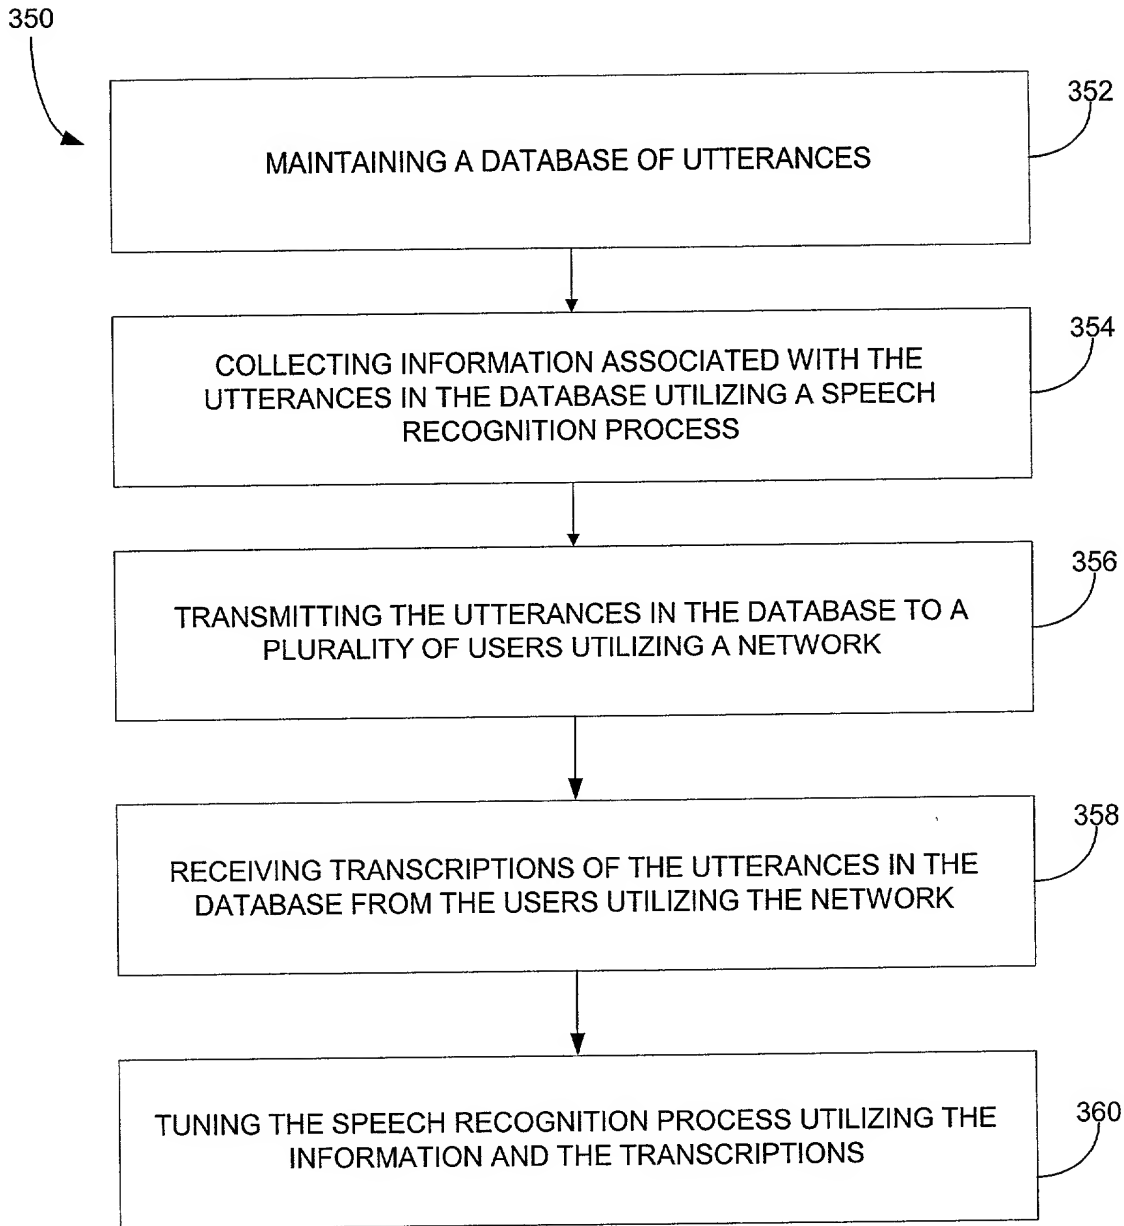 350
352
MAINTAINING A DATABASE OF UTTERANCES
354
COLLECTING INFORMATION ASSOCIATED WITH THE
UTTERANCES IN THE DATABASE UTILIZING A SPEECH
RECOGNITION PROCESS
356
TRANSMITTING THE UTTERANCES IN THE DATABASE TO A
PLURALITY OF USERS UTILIZING A NETWORK
358
RECEIVING TRANSCRIPTIONS OF THE UTTERANCES IN THE
DATABASE FROM THE USERS UTILIZING THE NETWORK
360
TUNING THE SPEECH RECOGNITION PROCESS UTILIZING THE
INFORMATION AND THE TRANSCRIPTIONS